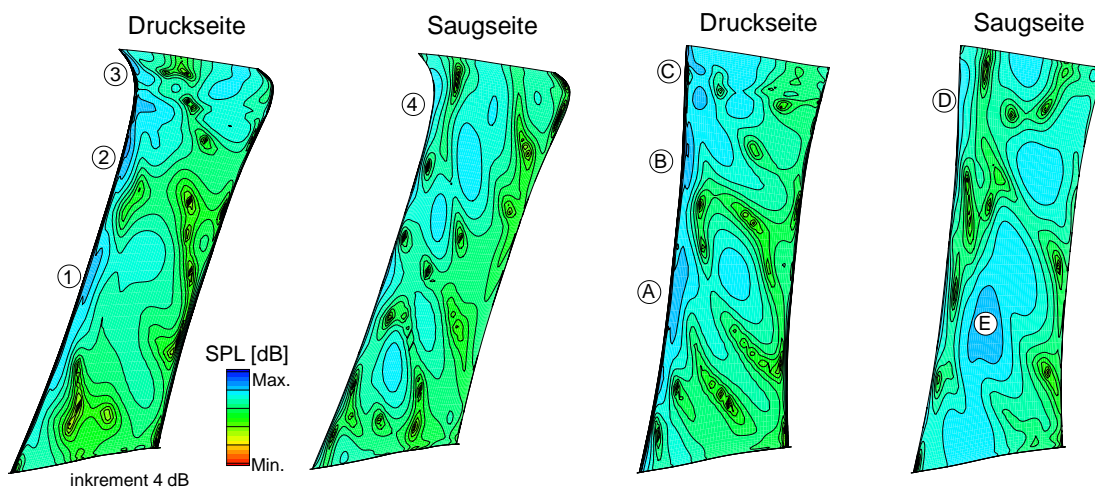 Druckseite
Saugseite
Druckseite
Saugseite
3
4
2
1
C
D
B
A
E
SPL [dB]
Max.
Min.
inkrement 4 dB